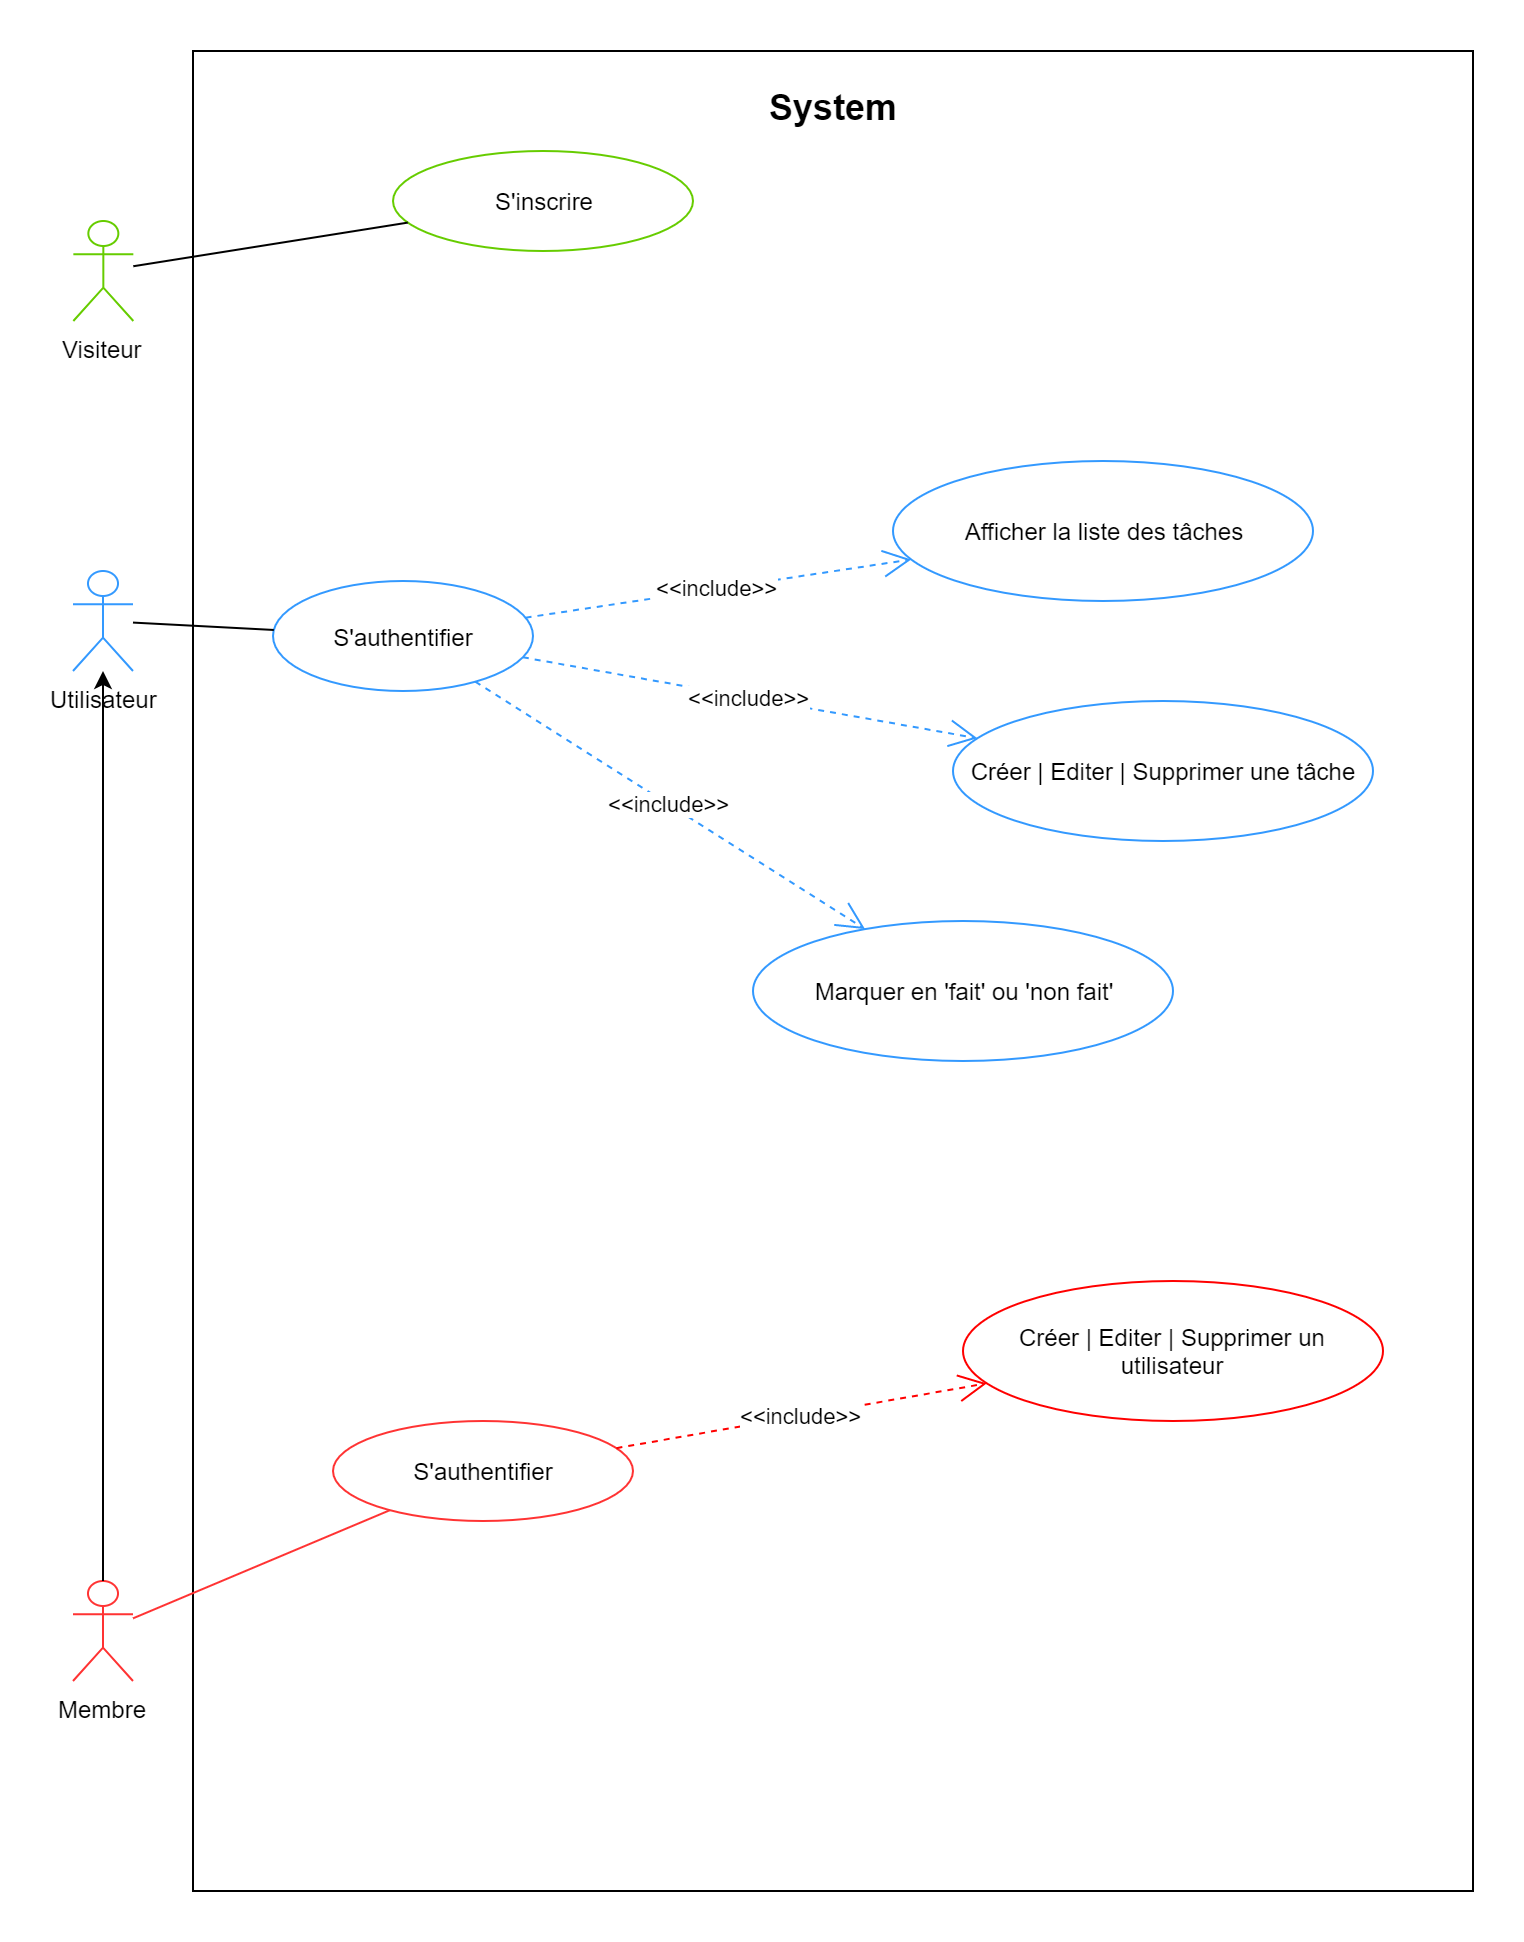 System
S'inscrire
Visiteur
Afficher la liste des tâches
<<include>>
S'authentifier
Utilisateur
<<include>>
Créer | Editer | Supprimer une tâche
<<include>>
Marquer en 'fait' ou 'non fait'
Créer | Editer | Supprimer un
utilisateur
<<include>>
S'authentifier
Membre